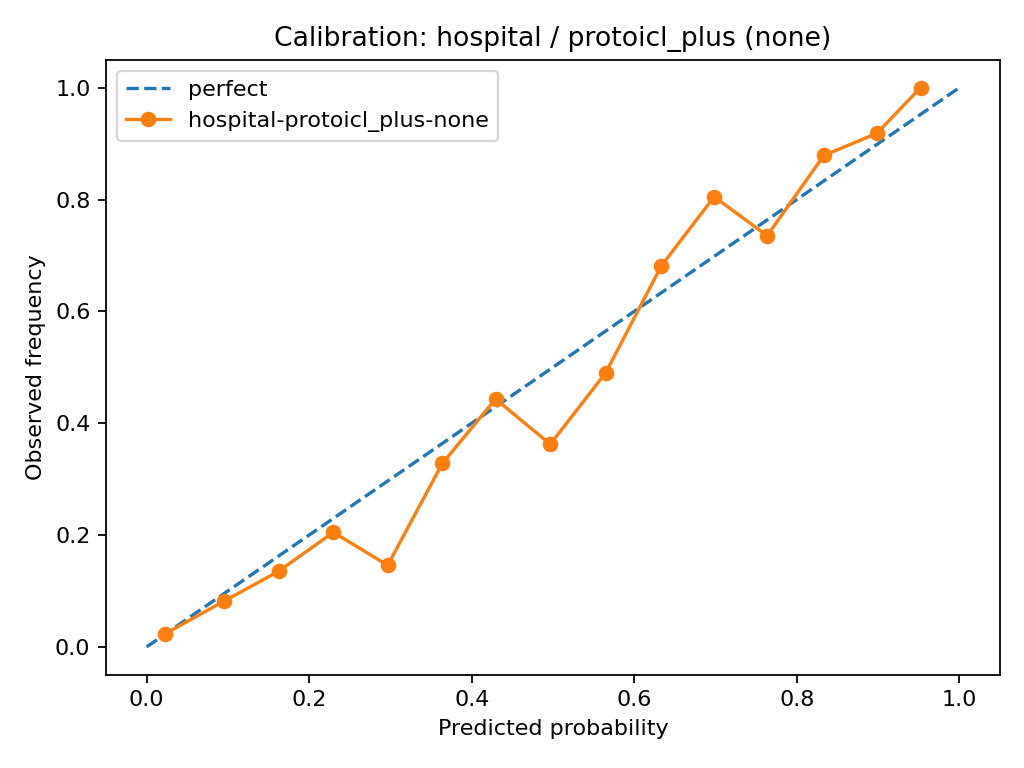 Calibration: hospital / protoicl_plus (none)
perfect
hospital-protoicl_plus-none
1.0
0.8
0.6
0.4
0.2
0.0
Observed frequency
0.0 0.2 0.4 0.6 0.8 1.0
Predicted probability